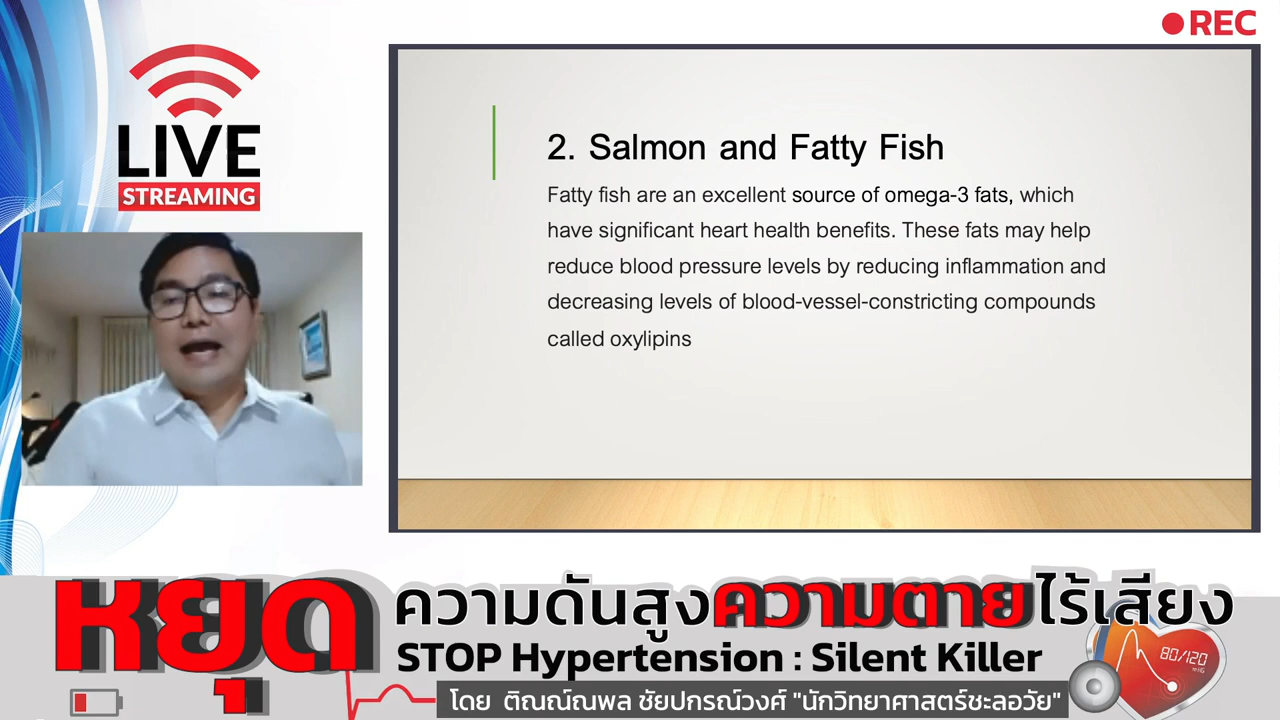 REC
LIVE
STREAMING
2. Salmon and Fatty Fish
Fatty fish are an excellent source of omega-3 fats, which
have significant heart health benefits. These fats may help
reduce blood pressure levels by reducing inflammation and
decreasing levels of blood-vessel-constricting compounds
called oxylipins
หยุด ความดันสูงความตายไร้เสียง
STOP Hypertension : Silent Killer
80/120
โดย ติณณ์ณพล ชัยปกรณ์วงศ์ "นักวิทยาศาสตร์ชะลอวัย"